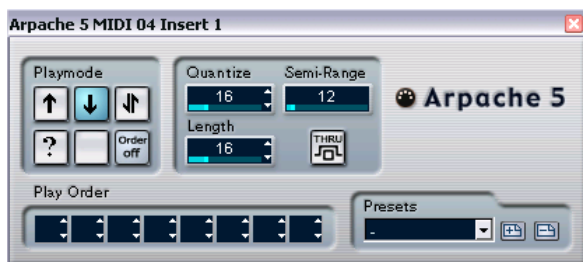 Arpache 5 MIDI 04 Insert 1
Playmode
?
Order
off
Quantize
16
Semi-Range
12
Length
16
THRU
Arpache 5
Play Order
Presets
-